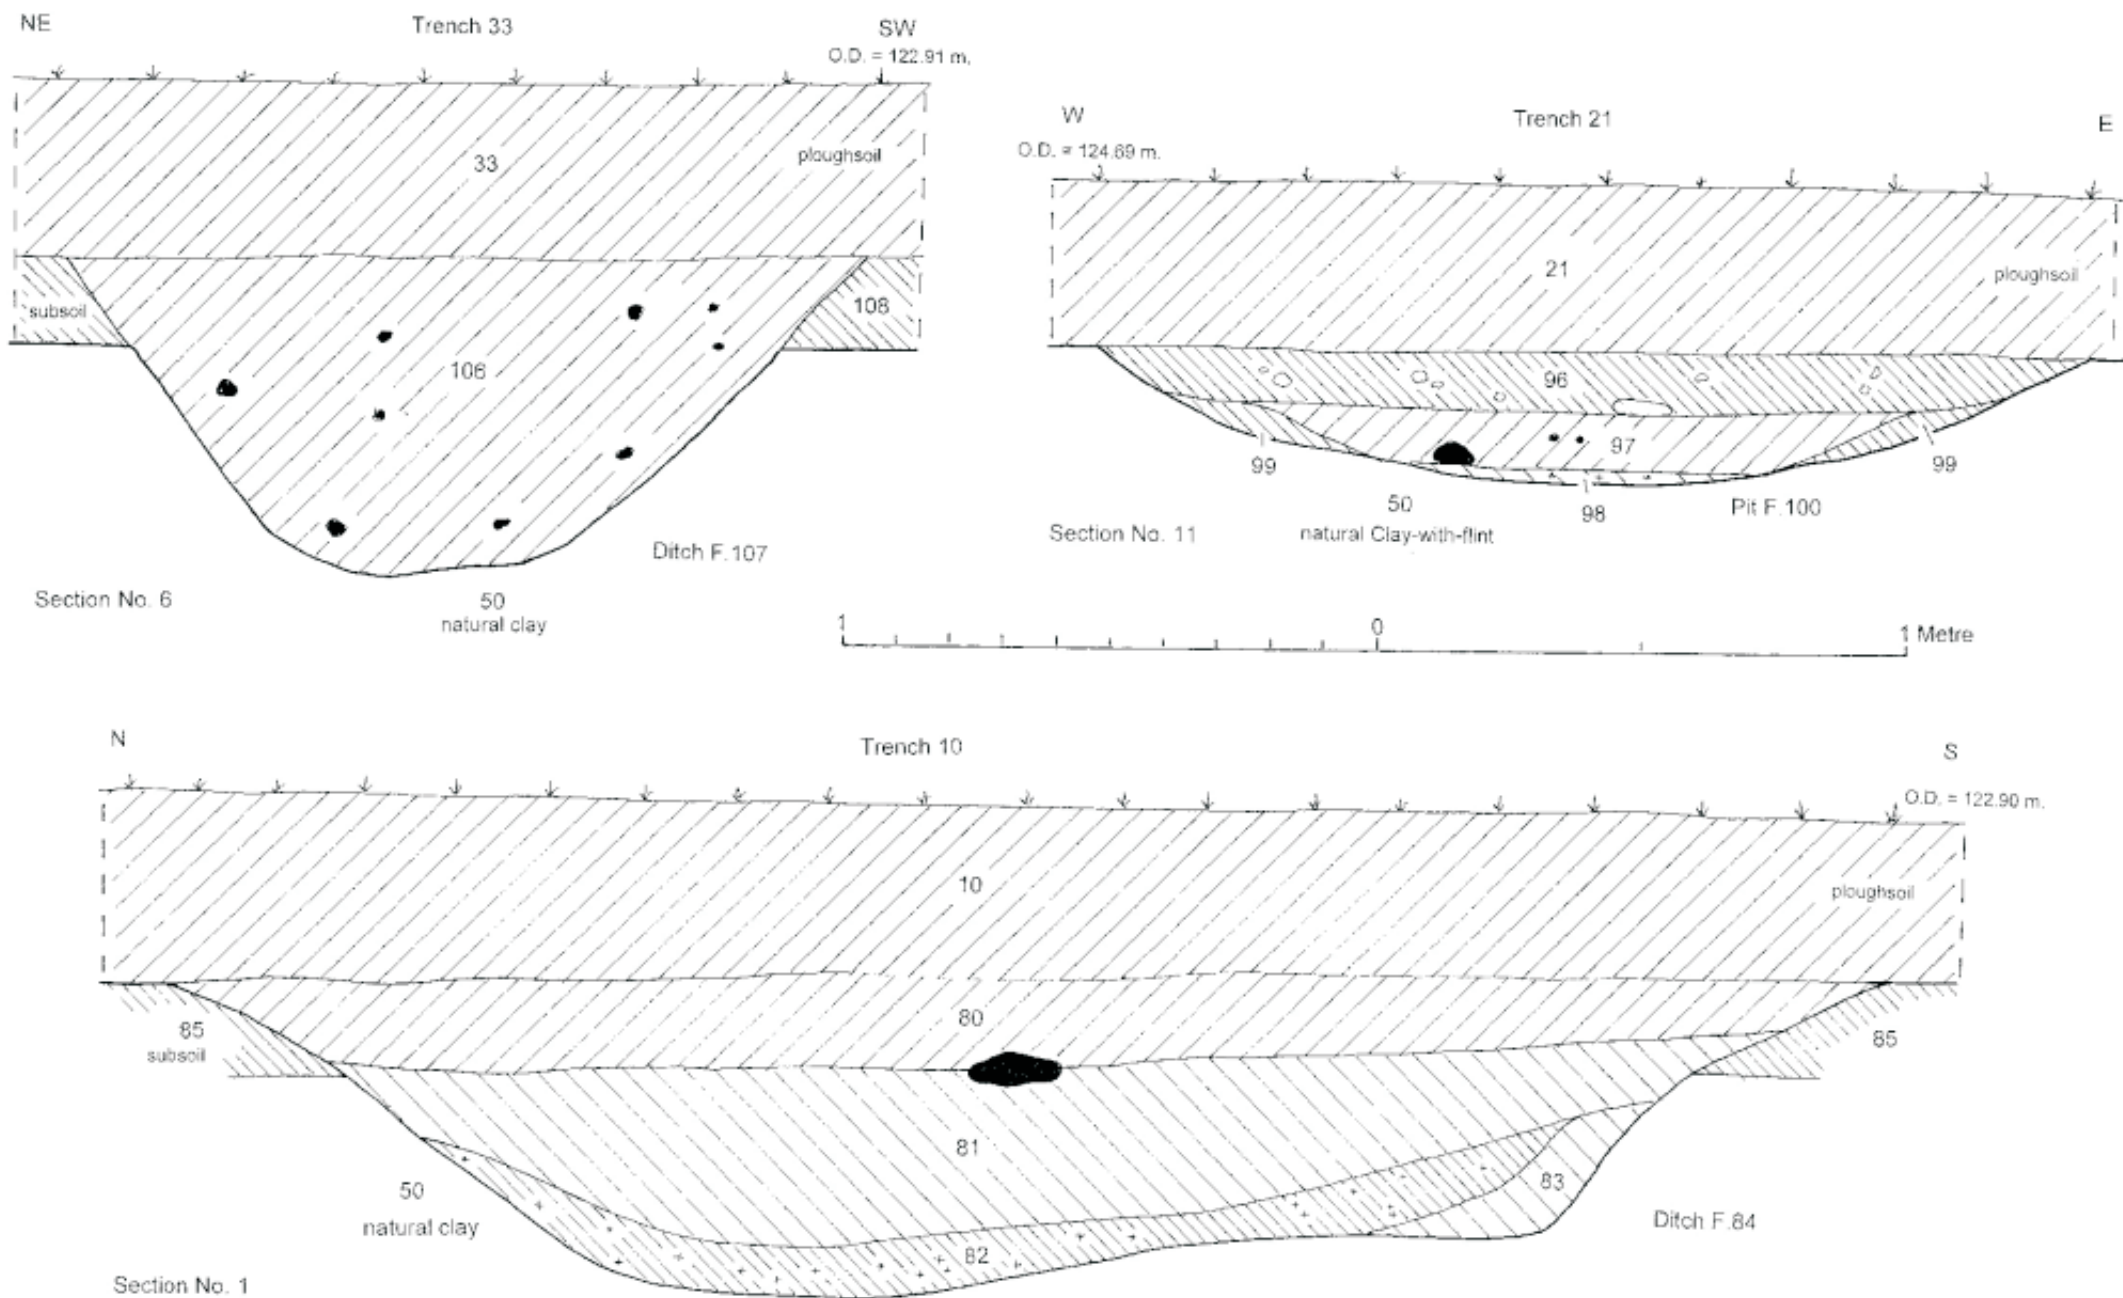 NE
Trench 33
SW
O.D. = 122.91 m.
33
ploughsoil
subsoil
108
106
Ditch F.107
Section No. 6
50
natural clay
W
Trench 21
E
O.D. = 124.69 m.
21
ploughsoil
96
97
99
99
50
98
Pit F.100
Section No. 11
natural Clay-with-flint
1
0
1 Metre
N
Trench 10
S
O.D. = 122.90 m.
10
ploughsoil
80
85
subsoil
85
81
50
natural clay
83
82
Ditch F.84
Section No. 1